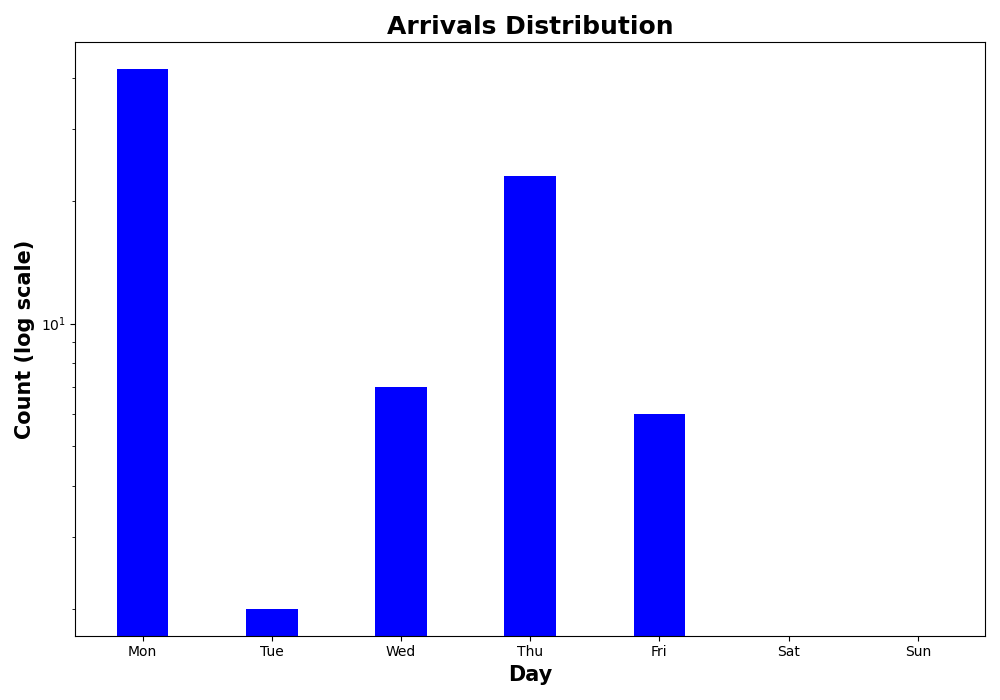 Arrivals Distribution
Count (log scale)
10¹
Mon Tue Wed Thu Fri Sat Sun
Day